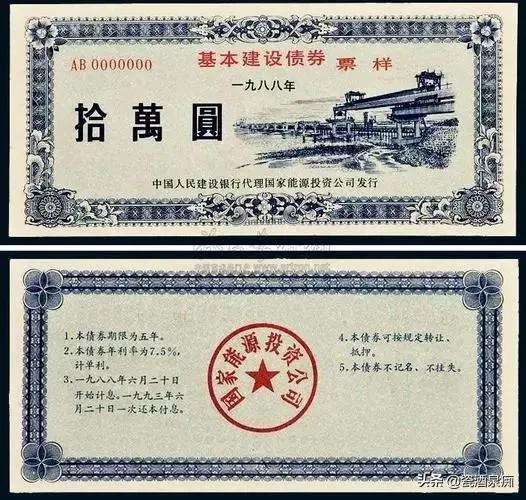 基本建设债券 票样
AB 0000000
一九八八年
拾萬圓
中国人民建设银行代理国家能源投资公司发行
1.本债券期限为五年。
2.本债券年利率为7.5%,
计单利。
3.一九八八年六月二十日
开始计息。一九九三年六
月二十日一次还本付息。
国家能源投资公司
4.本债券可按规定转让、
抵押。
5.本债券不记名、不挂失。
头条 @瓷酒泉痴